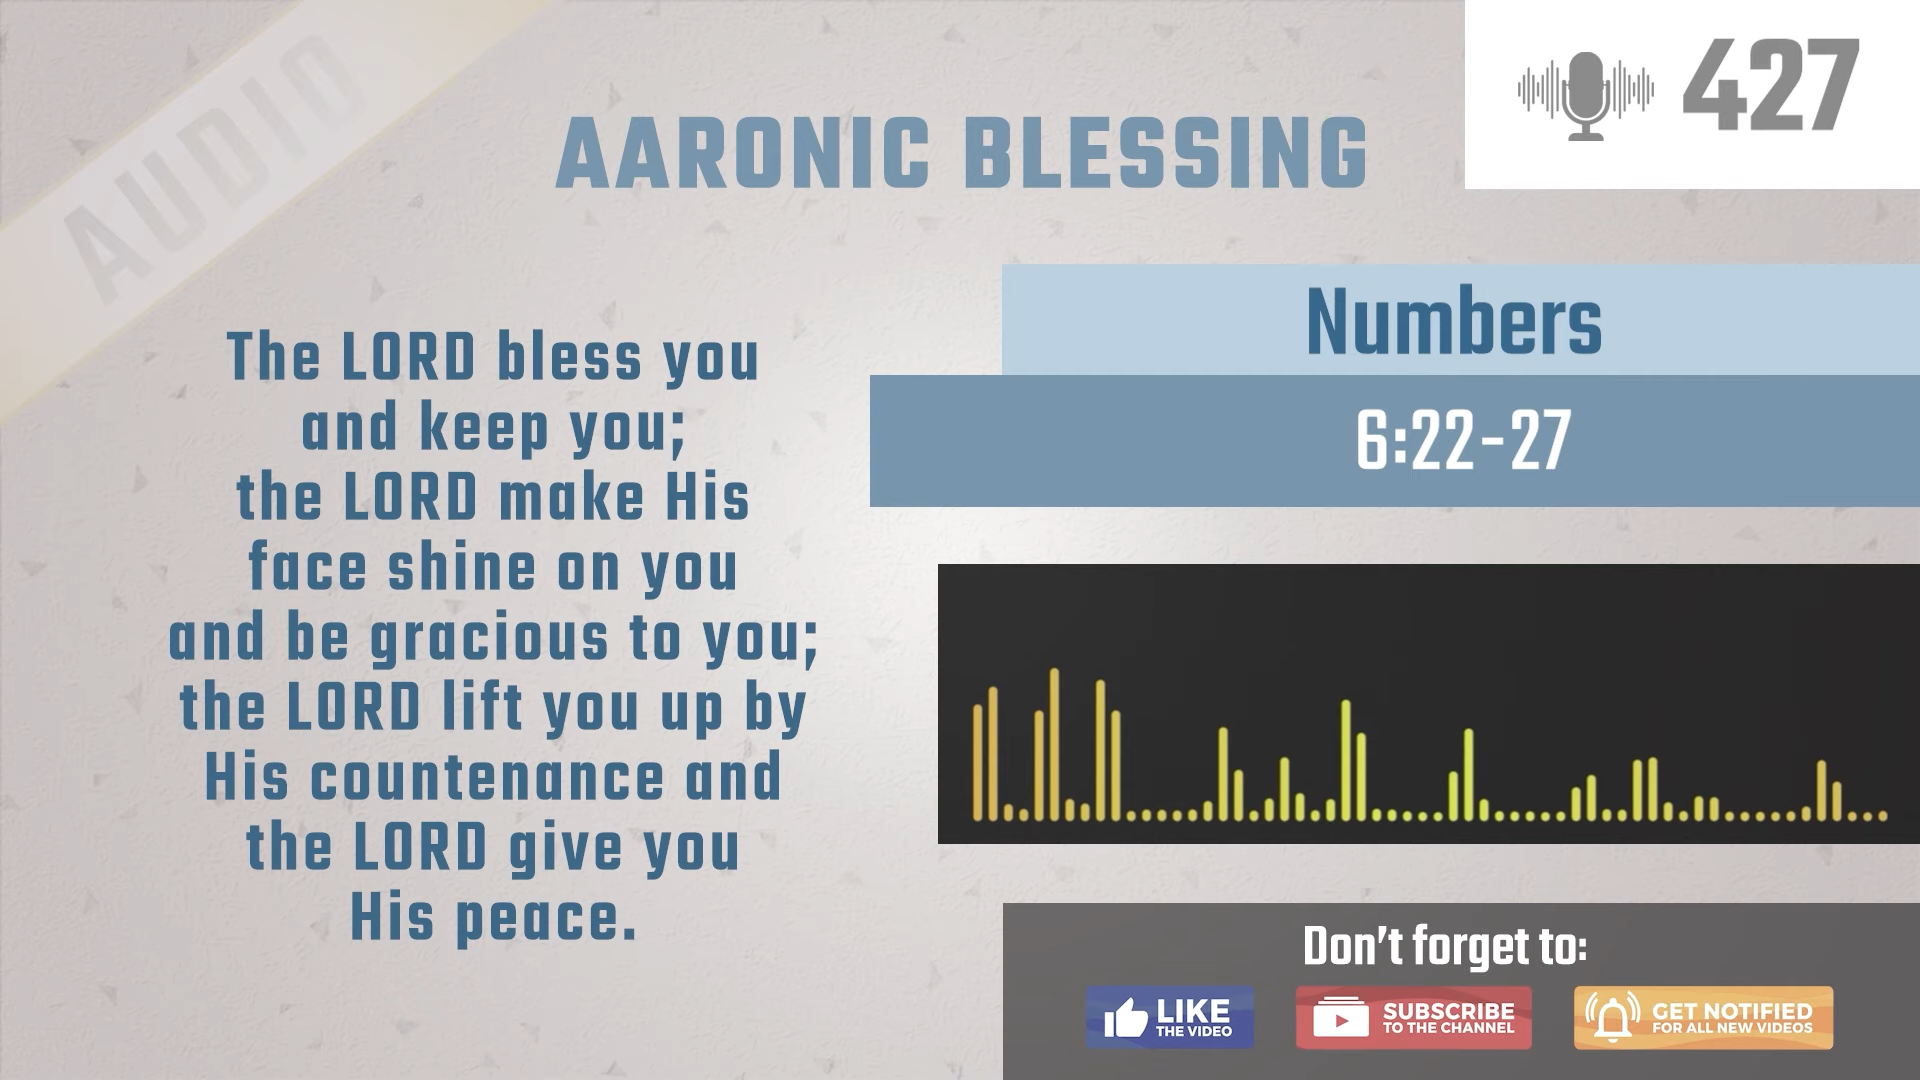 AUDIO
427
AARONIC BLESSING
Numbers
6:22-27
The LORD bless you
and keep you;
the LORD make His
face shine on you
and be gracious to you;
the LORD lift you up by
His countenance and
the LORD give you
His peace.
Don't forget to:
LIKE
THE VIDEO
SUBSCRIBE
TO THE CHANNEL
GET NOTIFIED
FOR ALL NEW VIDEOS